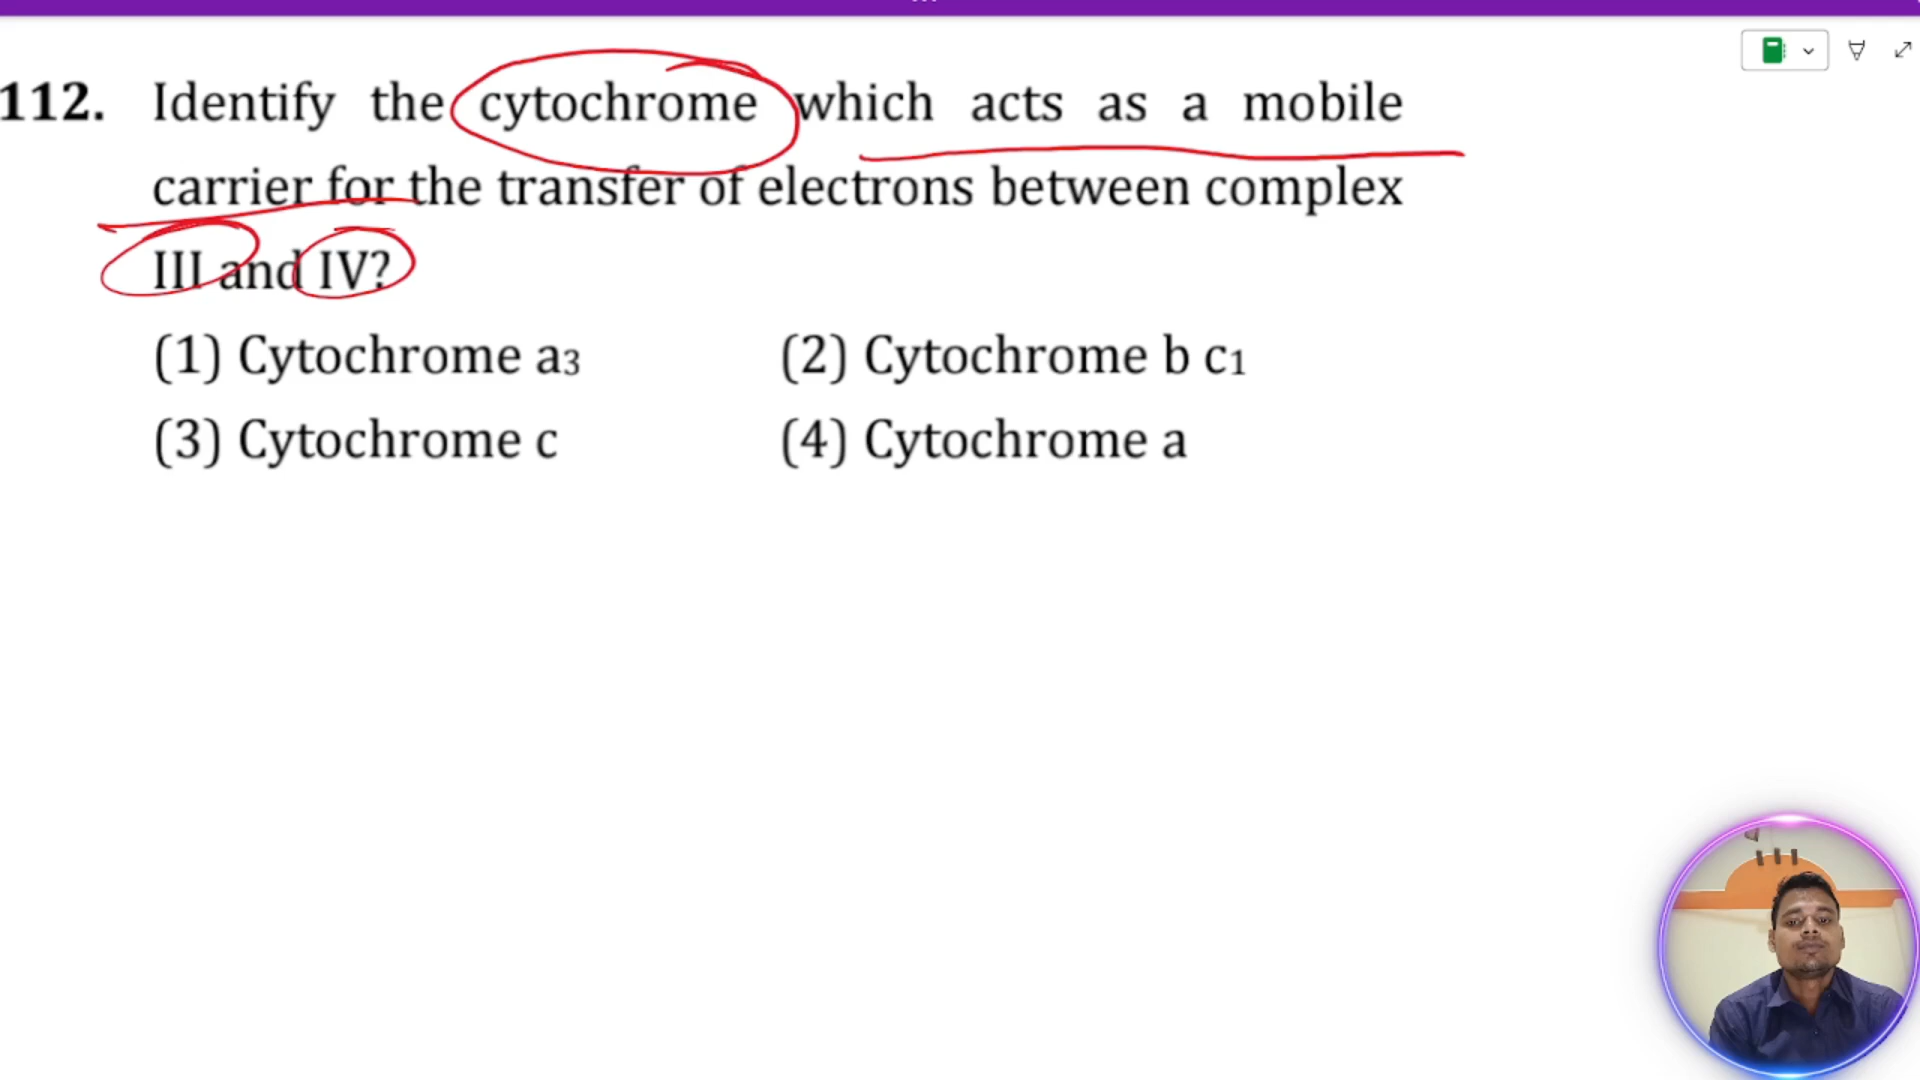 112. Identify the cytochrome which acts as a mobile
carrier for the transfer of electrons between complex
III and IV?
(1) Cytochrome a₃ (2) Cytochrome b c₁
(3) Cytochrome c (4) Cytochrome a